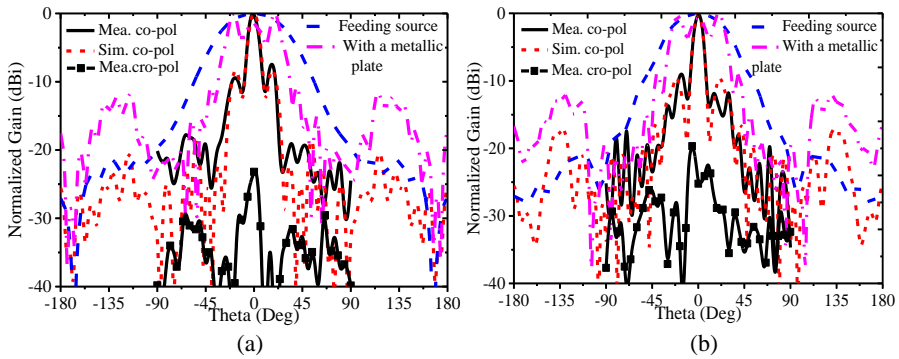 0
-10
-20
-30
-40
Normalized Gain (dBi)
-180 -135 -90 -45 0 45 90 135 180
Theta (Deg)
Mea. co-pol
Sim. co-pol
Mea.cro-pol
Feeding source
With a metallic
plate
(a)
0
-10
-20
-30
-40
Normalized Gain (dBi)
-180 -135 -90 -45 0 45 90 135 180
Theta (Deg)
Mea. co-pol
Sim. co-pol
Mea. cro-pol
Feeding source
With a metallic
plate
(b)